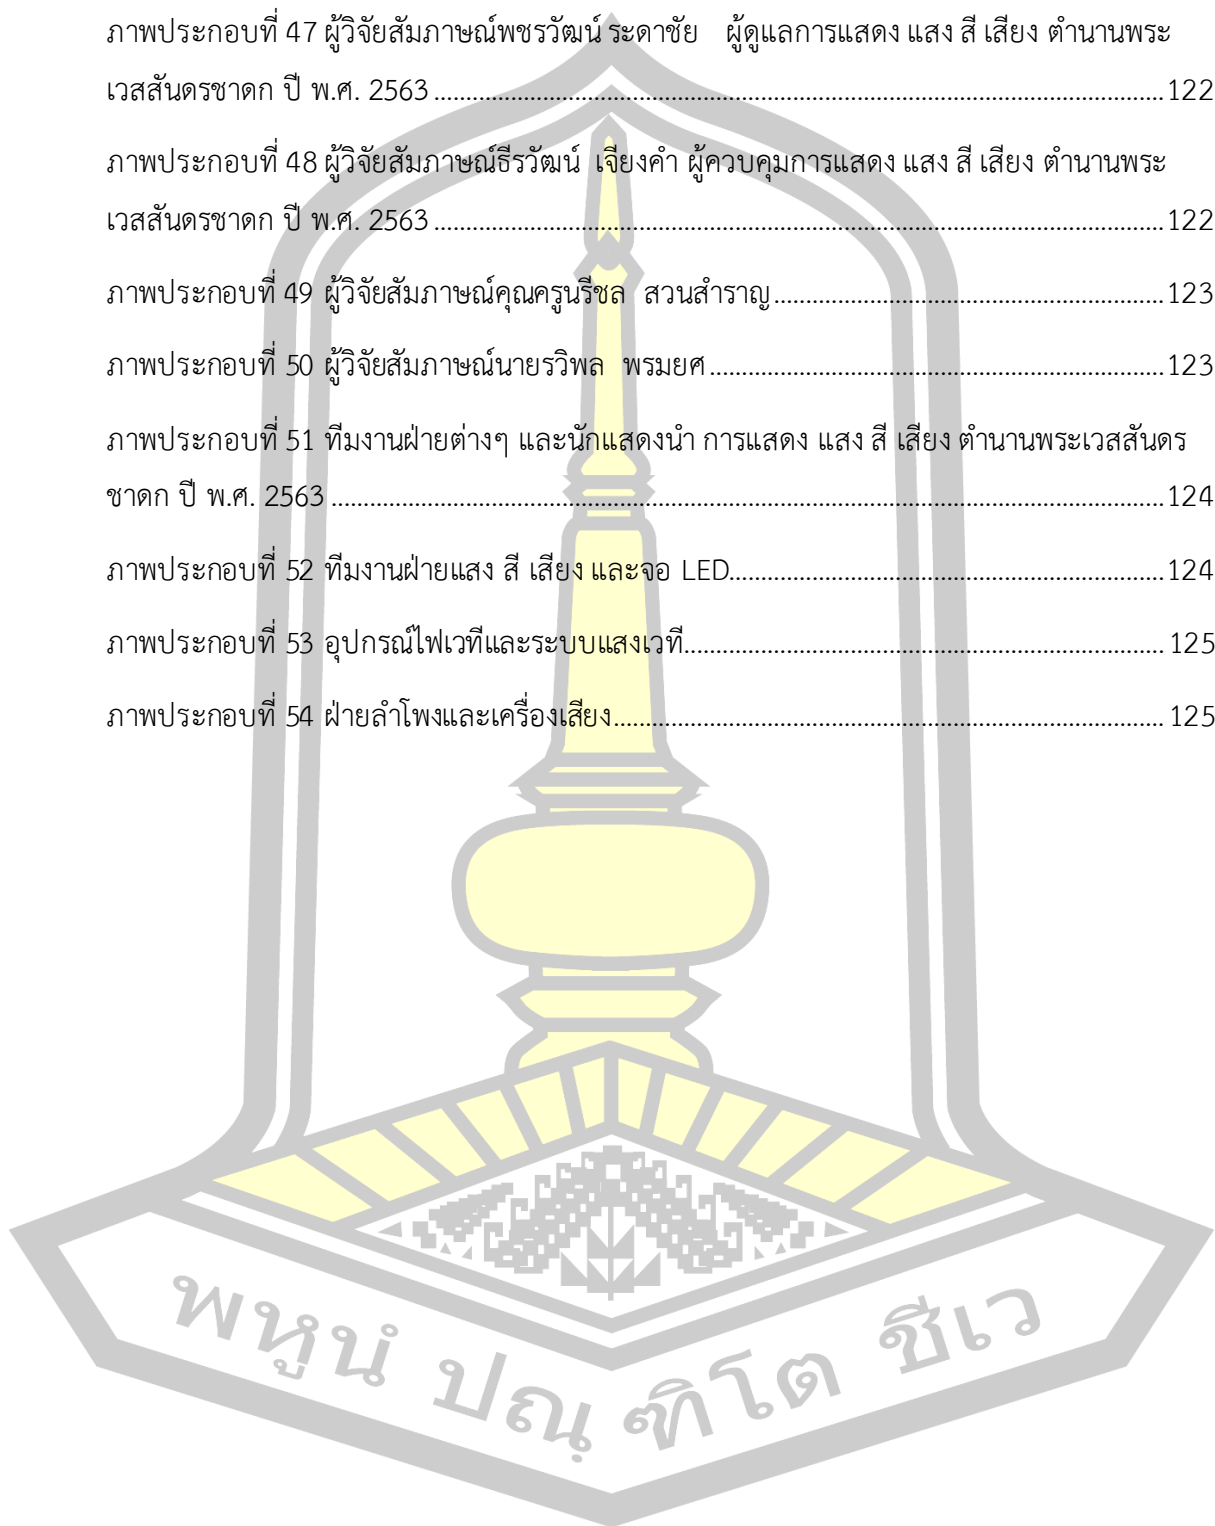 ภาพประกอบที่ 47 ผู้วิจัยสัมภาษณ์พชรวัฒน์ ระดาชัย ผู้ดูแลการแสดง แสง สี เสียง ตำนานพระ
เวสสันดรชาดก ปี พ.ศ. 2563 ........................................ 122
ภาพประกอบที่ 48 ผู้วิจัยสัมภาษณ์ธีรวัฒน์ เจียงคำ ผู้ควบคุมการแสดง แสง สี เสียง ตำนานพระ
เวสสันดรชาดก ปี พ.ศ. 2563 ........................................ 122
ภาพประกอบที่ 49 ผู้วิจัยสัมภาษณ์คุณครูนรีชล สวนสำราญ ........................................ 123
ภาพประกอบที่ 50 ผู้วิจัยสัมภาษณ์นายรวิพล พรมยศ ........................................ 123
ภาพประกอบที่ 51 ทีมงานฝ่ายต่างๆ และนักแสดงนำ การแสดง แสง สี เสียง ตำนานพระเวสสันดร
ชาดก ปี พ.ศ. 2563 ........................................ 124
ภาพประกอบที่ 52 ทีมงานฝ่ายแสง สี เสียง และจอ LED ........................................ 124
ภาพประกอบที่ 53 อุปกรณ์ไฟเวทีและระบบแสงเวที ........................................ 125
ภาพประกอบที่ 54 ฝ่ายลำโพงและเครื่องเสียง ........................................ 125
พหูนํ ปณฺฑิโต ชีเว